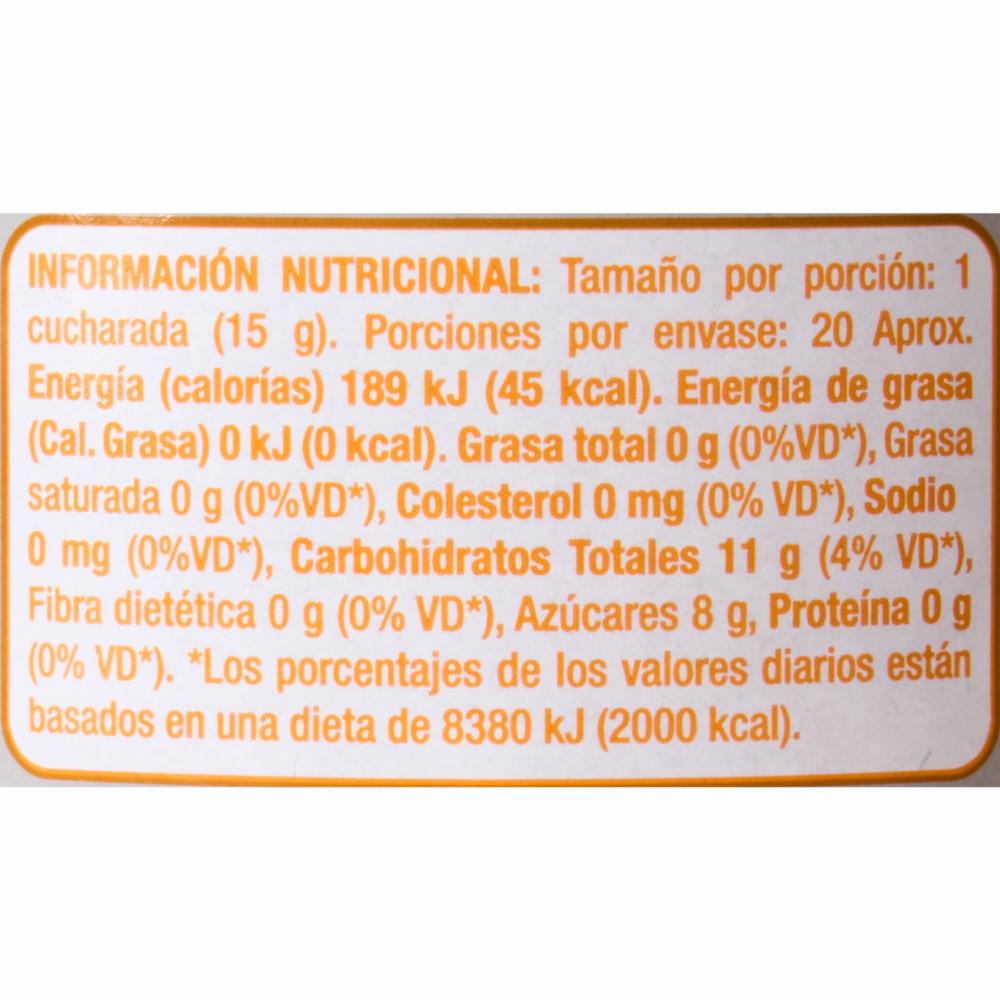 INFORMACIÓN NUTRICIONAL: Tamaño por porción: 1
cucharada (15 g). Porciones por envase: 20 Aprox.
Energía (calorías) 189 kJ (45 kcal). Energía de grasa
(Cal. Grasa) 0 kJ (0 kcal). Grasa total 0 g (0%VD*), Grasa
saturada 0 g (0%VD*), Colesterol 0 mg (0% VD*), Sodio
0 mg (0%VD*), Carbohidratos Totales 11 g (4% VD*),
Fibra dietética 0 g (0% VD*), Azúcares 8 g, Proteína 0 g
(0% VD*). *Los porcentajes de los valores diarios están
basados en una dieta de 8380 kJ (2000 kcal).